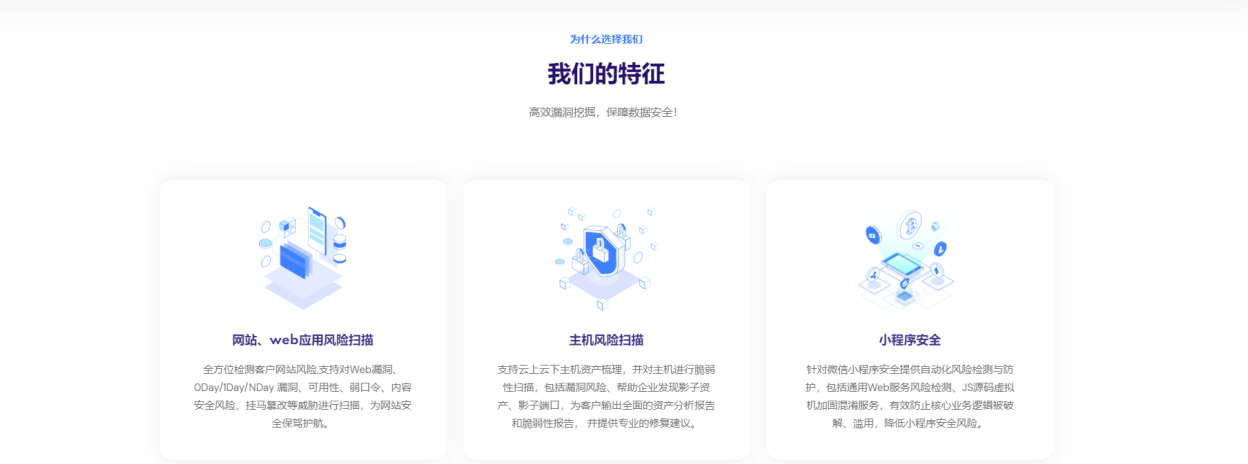 为什么选择我们
我们的特征
高效漏洞挖掘，保障数据安全！
网站、web应用风险扫描
全方位检测客户网站风险,支持对Web漏洞、
0Day/1Day/NDay 漏洞、可用性、弱口令、内容
安全风险、挂马篡改等威胁进行扫描，为网站安
全保驾护航。
主机风险扫描
支持云上云下主机资产梳理，并对主机进行脆弱
性扫描，包括漏洞风险、帮助企业发现影子资
产、影子端口，为客户输出全面的资产分析报告
和脆弱性报告， 并提供专业的修复建议。
小程序安全
针对微信小程序安全提供自动化风险检测与防
护，包括通用Web服务风险检测、JS源码虚拟
机加固混淆服务，有效防止核心业务逻辑被破
解、滥用，降低小程序安全风险。